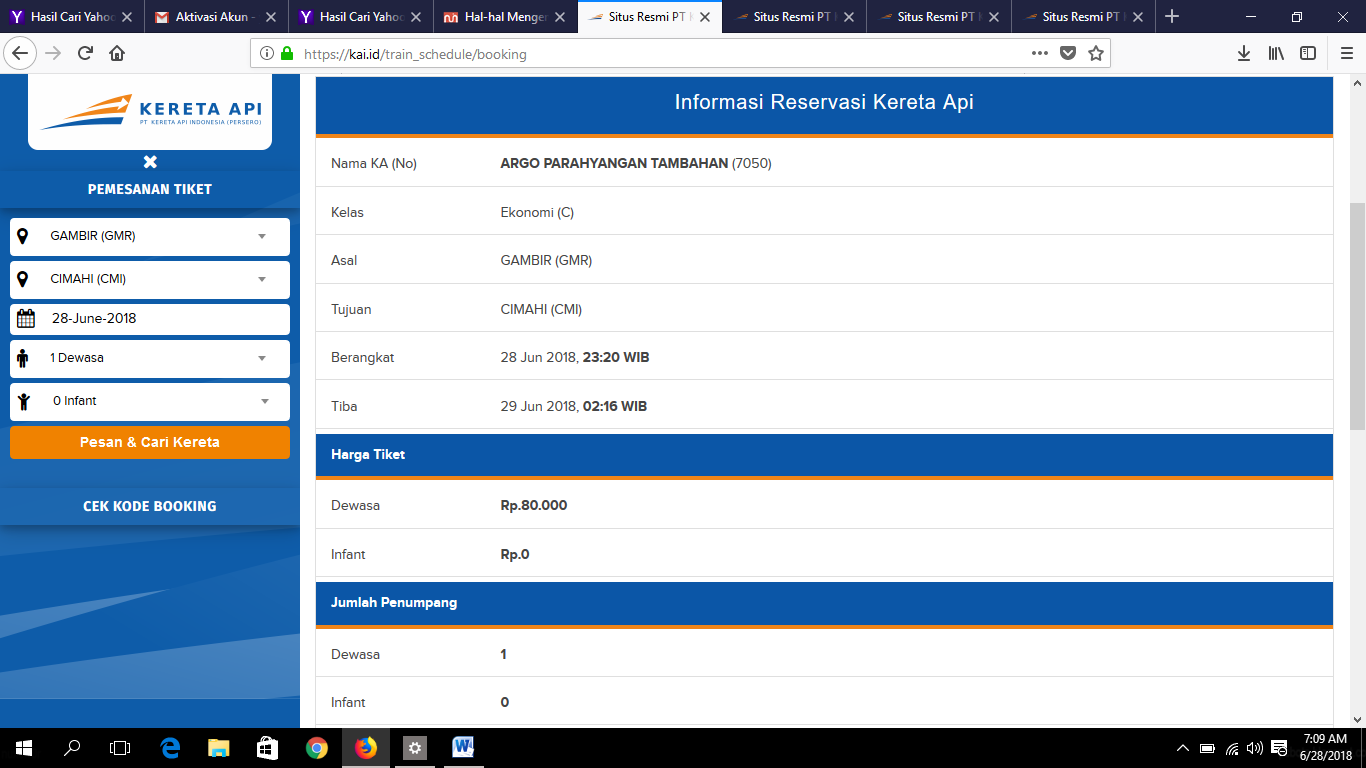 Hasil Cari Yahoo
Aktivasi Akun -
Hasil Cari Yahoo
Hal-hal Menger
Situs Resmi PT K
Situs Resmi PT
Situs Resmi PT
Situs Resmi PT
https://kai.id/train_schedule/booking
KERETA API
PT. KERETA API INDONESIA (PERSERO)
PEMESANAN TIKET
GAMBIR (GMR)
CIMAHI (CMI)
28-June-2018
1 Dewasa
0 Infant
Pesan & Cari Kereta
CEK KODE BOOKING
Informasi Reservasi Kereta Api
Nama KA (No) ARGO PARAHYANGAN TAMBAHAN (7050)
Kelas Ekonomi (C)
Asal GAMBIR (GMR)
Tujuan CIMAHI (CMI)
Berangkat 28 Jun 2018, 23:20 WIB
Tiba 29 Jun 2018, 02:16 WIB
Harga Tiket
Dewasa Rp.80.000
Infant Rp.0
Jumlah Penumpang
Dewasa 1
Infant 0
7:09 AM
6/28/2018